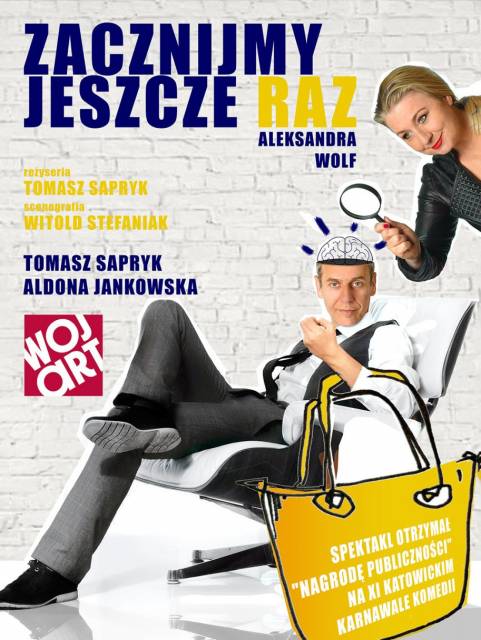 ZACZNIJMY
JESZCZE RAZ
ALEKSANDRA
WOLF
reżyseria
TOMASZ SAPRYK
scenografia
WITOLD STEFANIAK
TOMASZ SAPRYK
ALDONA JANKOWSKA
WOJ
ART
SPEKTAKL OTRZYMAŁ
"NAGRODĘ PUBLICZNOŚCI"
NA XI KATOWICKIM
KARNAWALE KOMEDII